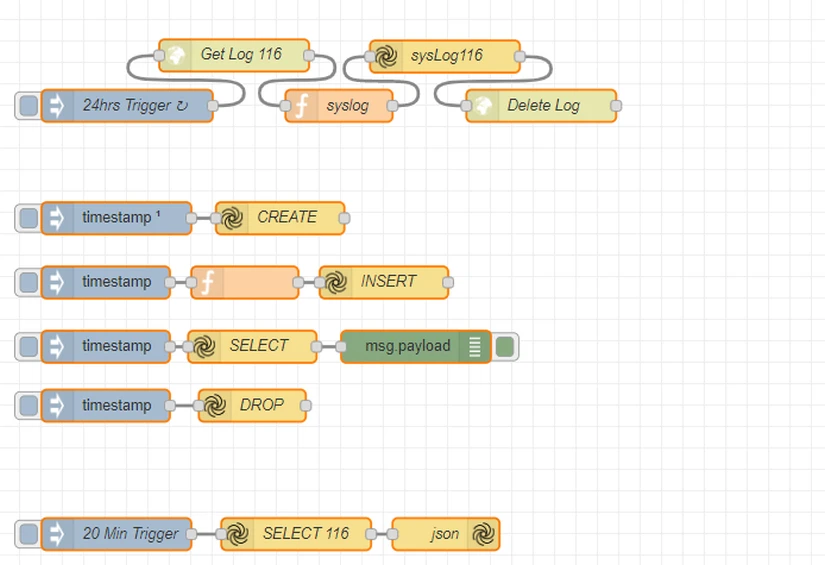 Get Log 116
sysLog116
24hrs Trigger ↻
syslog
Delete Log
timestamp ¹
CREATE
timestamp
INSERT
timestamp
SELECT
msg.payload
timestamp
DROP
20 Min Trigger
SELECT 116
json